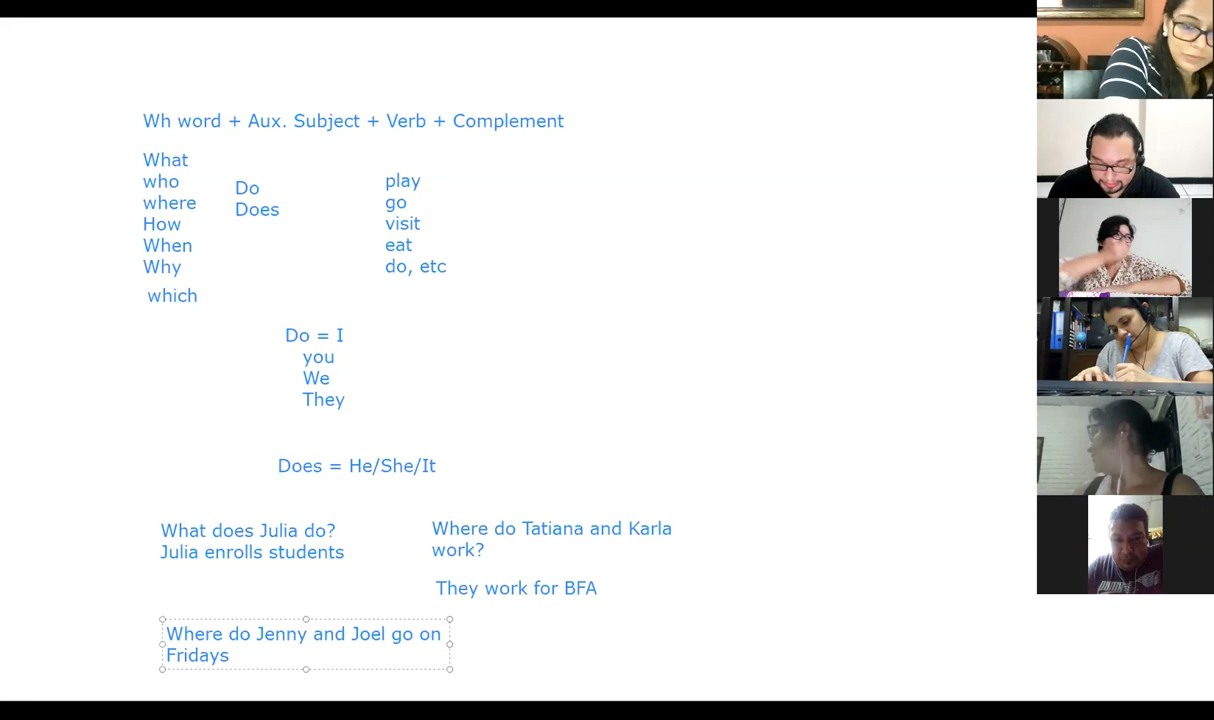 Wh word + Aux. Subject + Verb + Complement
What
who
where
How
When
Why
which
Do
Does
play
go
visit
eat
do, etc
Do = I
you
We
They
Does = He/She/It
What does Julia do?
Julia enrolls students
Where do Tatiana and Karla
work?
They work for BFA
Where do Jenny and Joel go on
Fridays